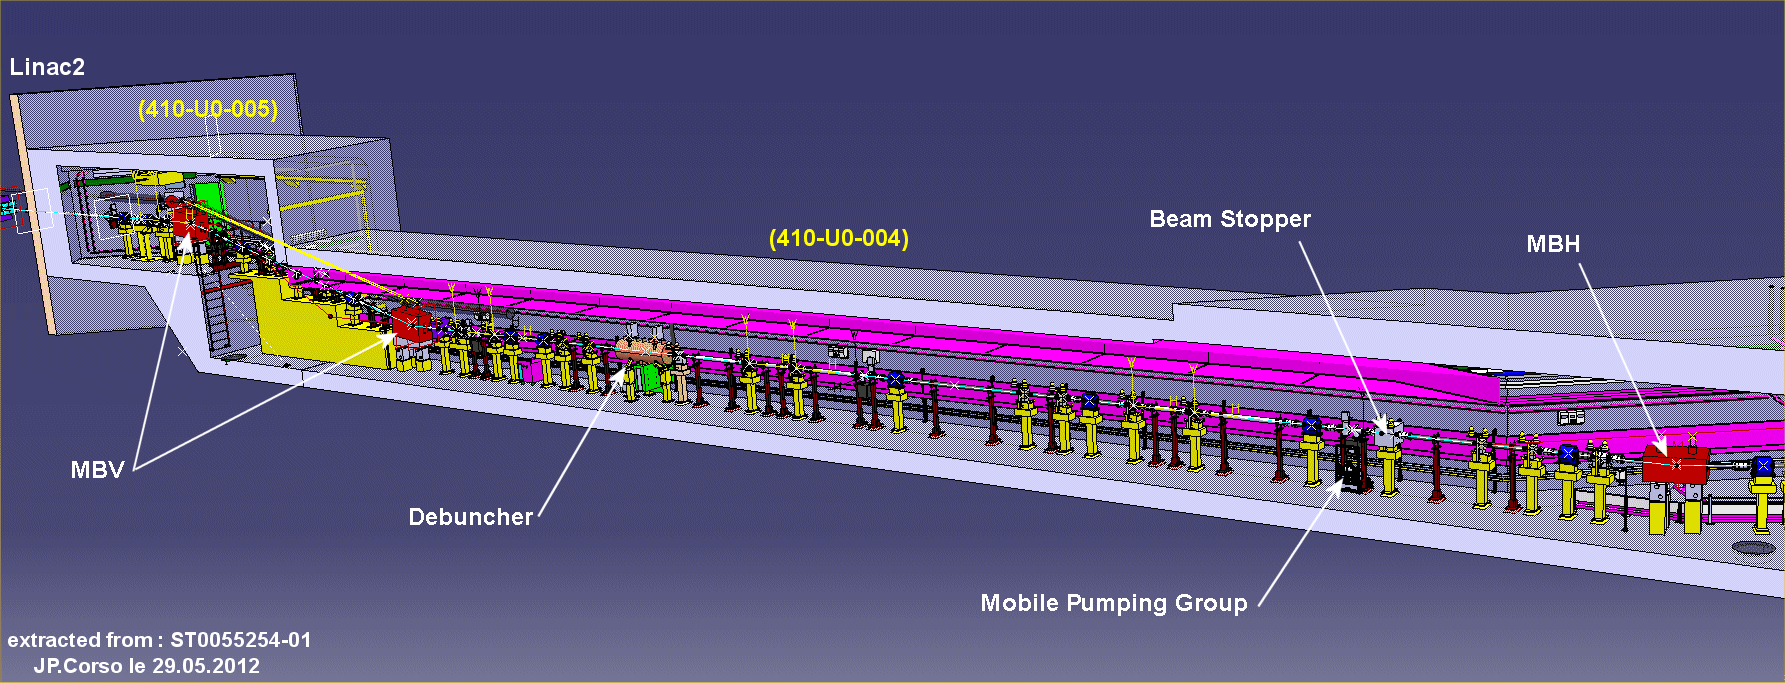 Linac2
(410-U0-005)
(410-U0-004)
Beam Stopper
MBH
MBV
Debuncher
Mobile Pumping Group
extracted from : ST0055254-01
JP.Corso le 29.05.2012